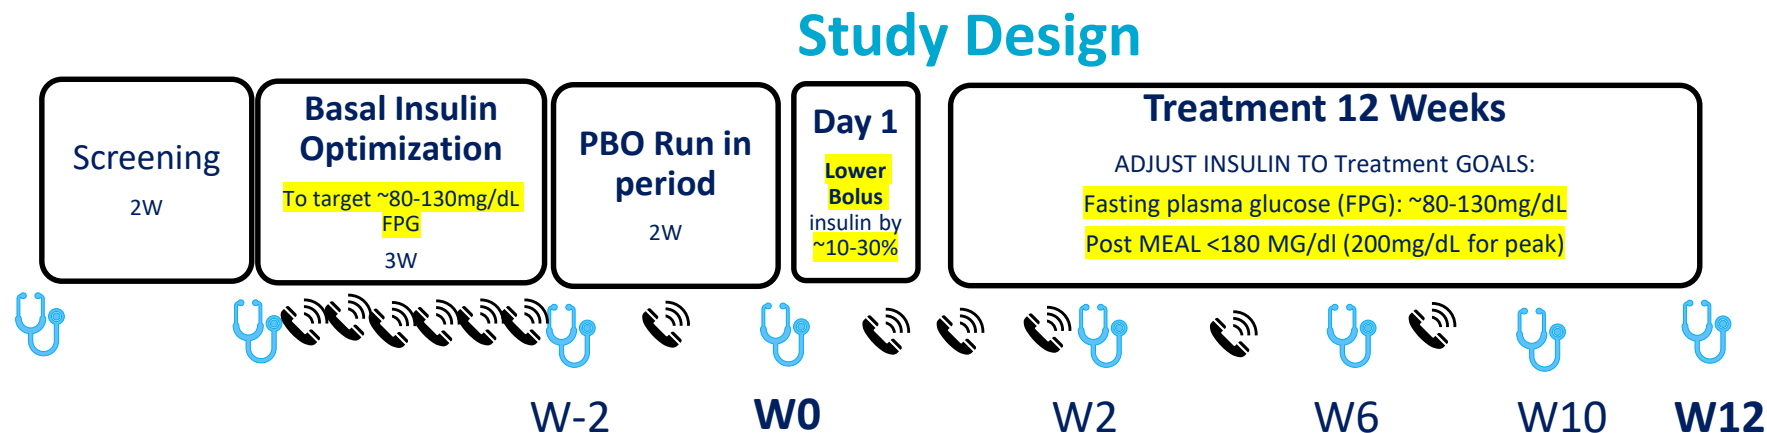 Study Design
Screening
2W
Basal Insulin
Optimization
To target ~80-130mg/dL
FPG
3W
PBO Run in
period
2W
Day 1
Lower
Bolus
insulin by
~10-30%
Treatment 12 Weeks
ADJUST INSULIN TO Treatment GOALS:
Fasting plasma glucose (FPG): ~80-130mg/dL
Post MEAL <180 MG/dl (200mg/dL for peak)
W-2
W0
W2
W6
W10
W12